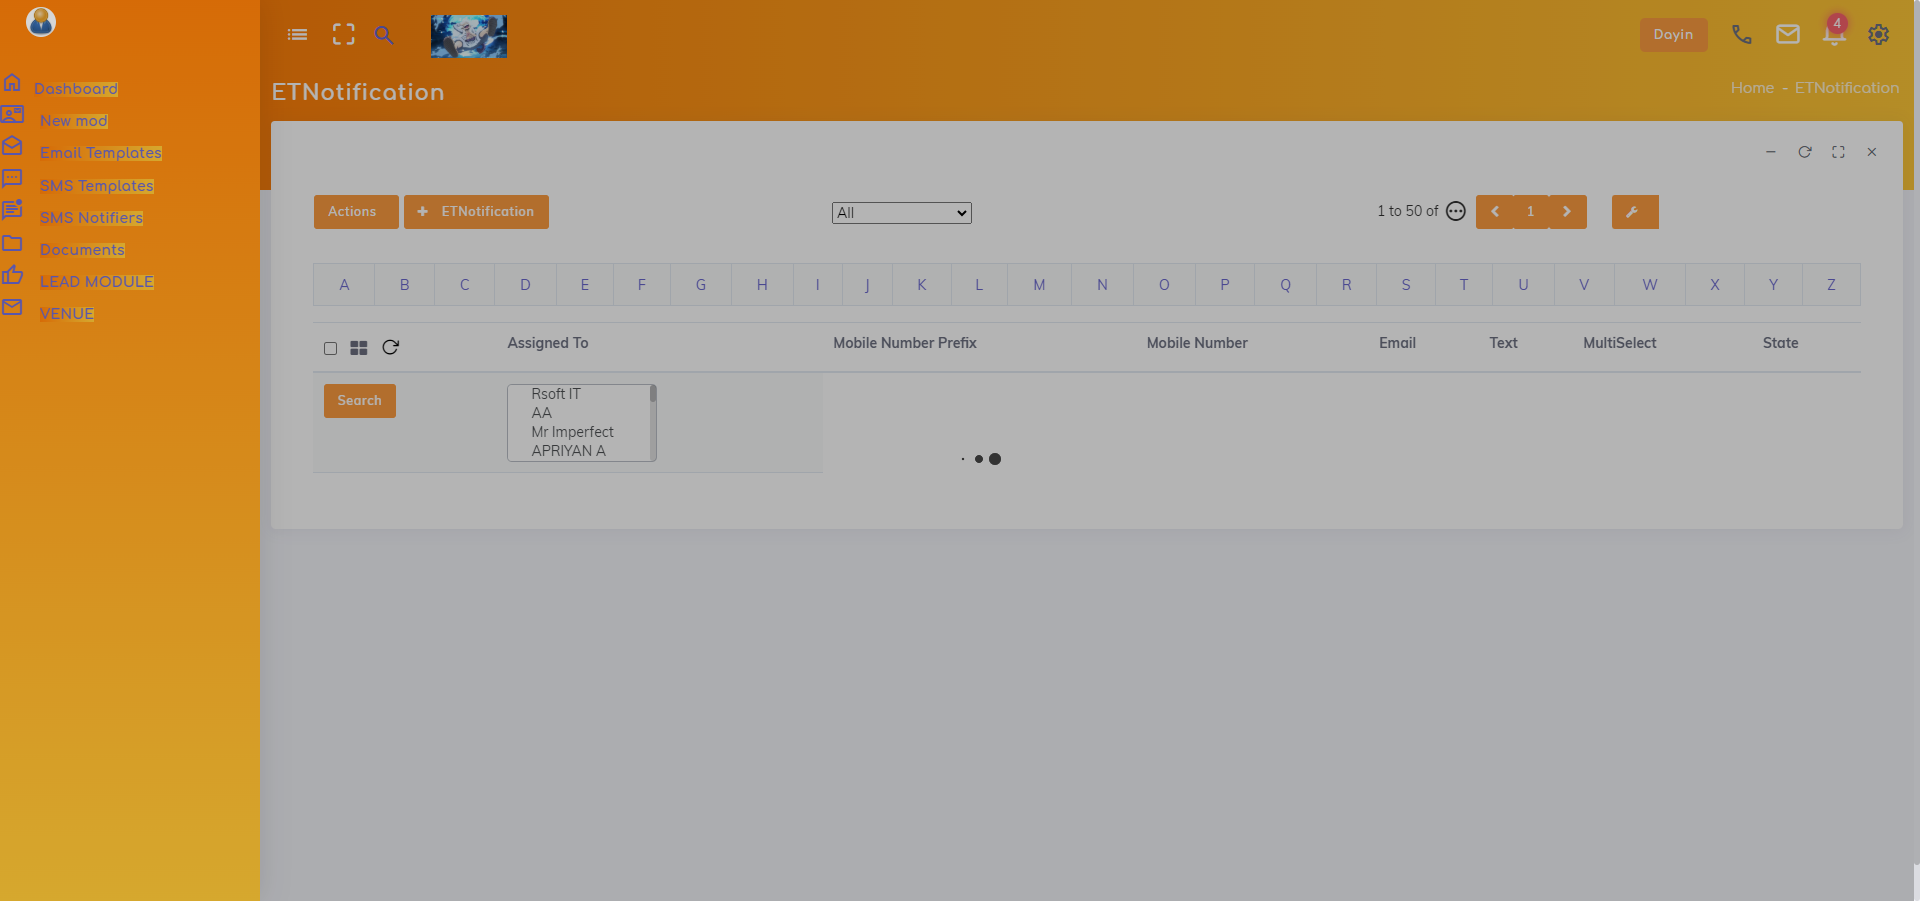 Dayin
4
Dashboard
New mod
Email Templates
SMS Templates
SMS Notifiers
Documents
LEAD MODULE
VENUE
ETNotification
Home - ETNotification
Actions
ETNotification
All
1 to 50 of
1
A B C D E F G H I J K L M N O P Q R S T U V W X Y Z
Assigned To Mobile Number Prefix Mobile Number Email Text MultiSelect State
Search
Rsoft IT
AA
Mr Imperfect
APRIYAN A